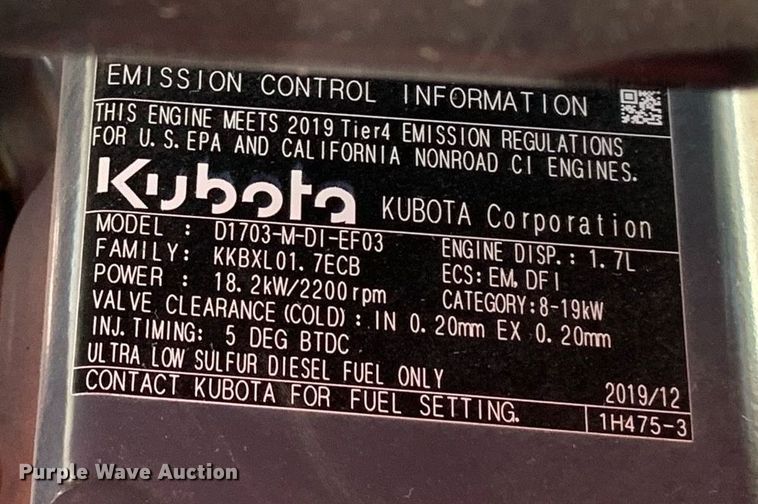 EMISSION CONTROL INFORMATION
THIS ENGINE MEETS 2019 Tier4 EMISSION REGULATIONS
FOR U.S.EPA AND CALIFORNIA NONROAD CI ENGINES.
Kubota KUBOTA Corporation
MODEL : D1703-M-DI-EF03 ENGINE DISP.: 1.7L
FAMILY: KKBXL01.7ECB ECS: EM, DFI
POWER : 18.2kW/2200rpm CATEGORY:8-19kW
VALVE CLEARANCE (COLD) : IN 0.20mm EX 0.20mm
INJ.TIMING: 5 DEG BTDC
ULTRA LOW SULFUR DIESEL FUEL ONLY 2019/12
CONTACT KUBOTA FOR FUEL SETTING. 1H475-3
Purple Wave Auction